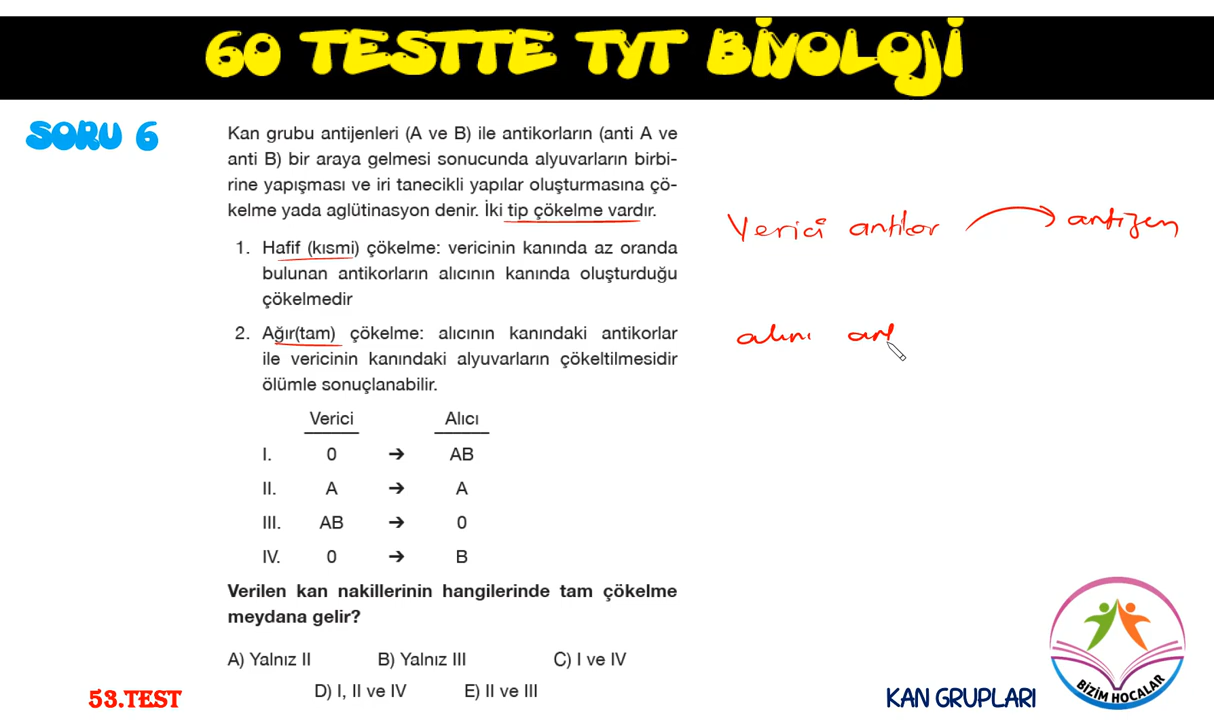 60 TESTTE TYT BİYOLOJİ
SORU 6
Kan grubu antijenleri (A ve B) ile antikorların (anti A ve
anti B) bir araya gelmesi sonucunda alyuvarların birbi-
rine yapışması ve iri tanecikli yapılar oluşturmasına çö-
kelme yada aglütinasyon denir. İki tip çökelme vardır.
1. Hafif (kısmi) çökelme: vericinin kanında az oranda
bulunan antikorların alıcının kanında oluşturduğu
çökelmedir
2. Ağır(tam) çökelme: alıcının kanındaki antikorlar
ile vericinin kanındaki alyuvarların çökeltilmesidir
ölümle sonuçlanabilir.
Verici Alıcı
I. 0 → AB
II. A → A
III. AB → 0
IV. 0 → B
Verilen kan nakillerinin hangilerinde tam çökelme
meydana gelir?
A) Yalnız II B) Yalnız III C) I ve IV
D) I, II ve IV E) II ve III
Verici antikor → antijen
alıcı ant
53.TEST
KAN GRUPLARI
BİZİM HOCALAR